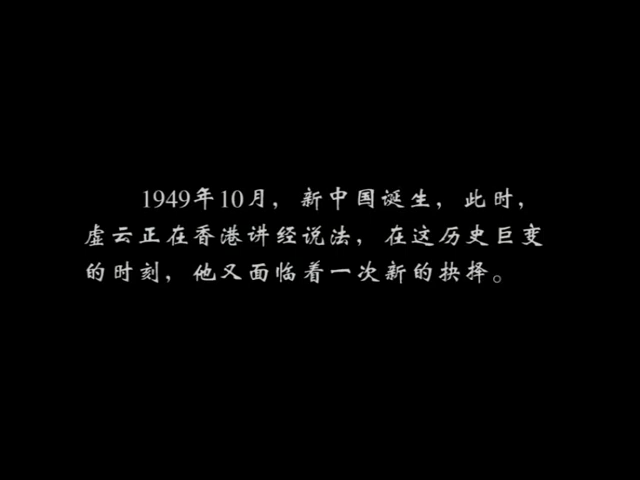 1949年10月，新中国诞生，此时，
虚云正在香港讲经说法，在这历史巨变
的时刻，他又面临着一次新的抉择。